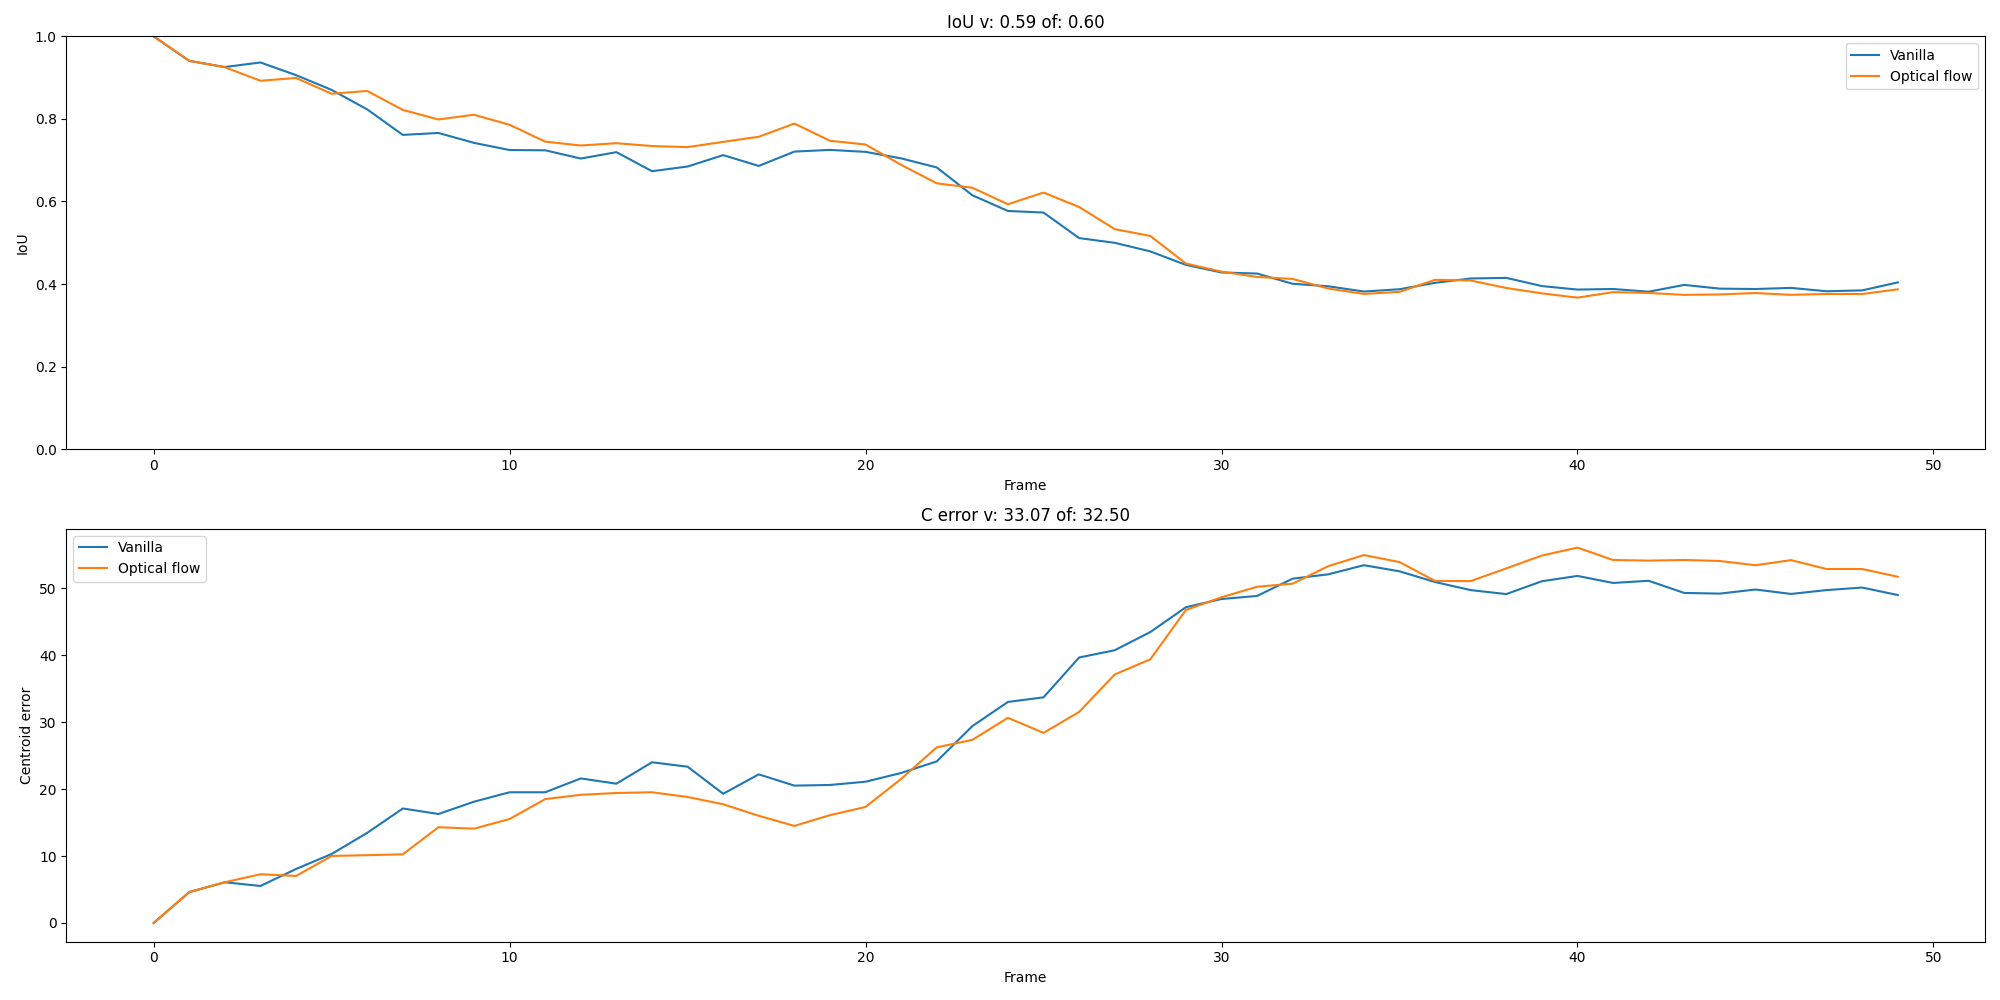 IoU v: 0.59 of: 0.60
1.0
0.8
0.6
0.4
0.2
0.0
IoU
Vanilla
Optical flow
0 10 20 30 40 50
Frame
C error v: 33.07 of: 32.50
Vanilla
Optical flow
50
40
30
20
10
0
Centroid error
0 10 20 30 40 50
Frame